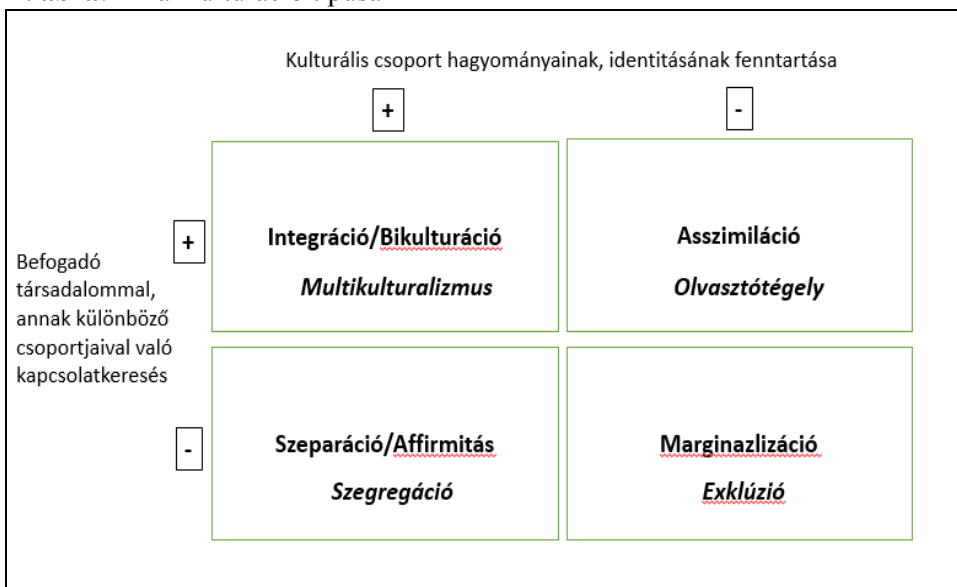 Kulturális csoport hagyományainak, identitásának fenntartása
+
-
+
Integráció/Bikulturáció
Multikulturalizmus
Asszimiláció
Olvasztótégely
Befogadó
társadalommal,
annak különböző
csoportjaival való
kapcsolatkeresés
-
Szeparáció/Affirmitás
Szegregáció
Marginazlizáció
Exklúzió